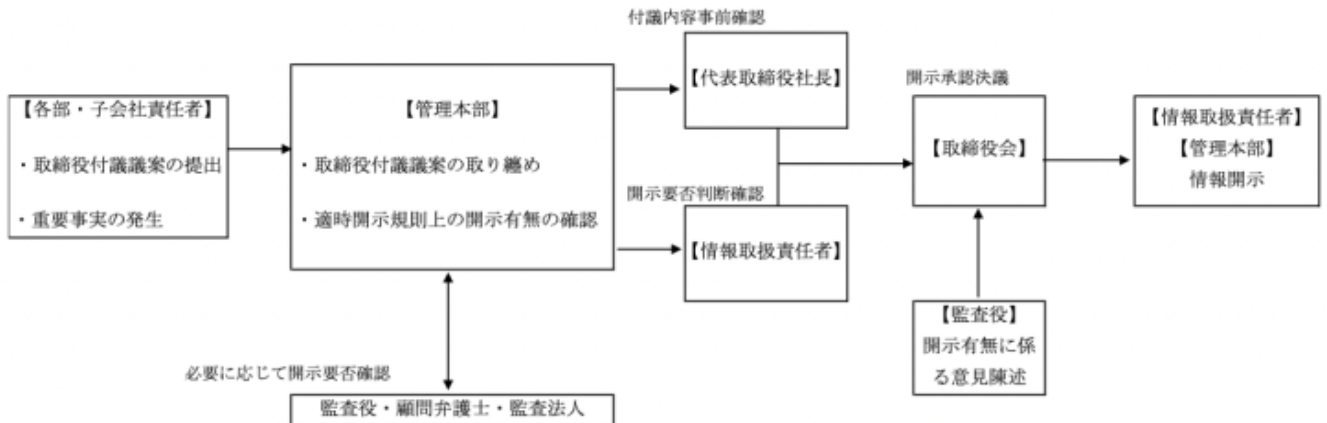 付議内容事前確認
【代表取締役社長】
開示承認決議
【各部・子会社責任者】
・取締役付議議案の提出
・重要事実の発生
【管理本部】
・取締役付議議案の取り纏め
・適時開示規則上の開示有無の確認
【取締役会】
【情報取扱責任者】
【管理本部】
情報開示
開示要否判断確認
【情報取扱責任者】
【監査役】
開示有無に係
る意見陳述
必要に応じて開示要否確認
監査役・顧問弁護士・監査法人